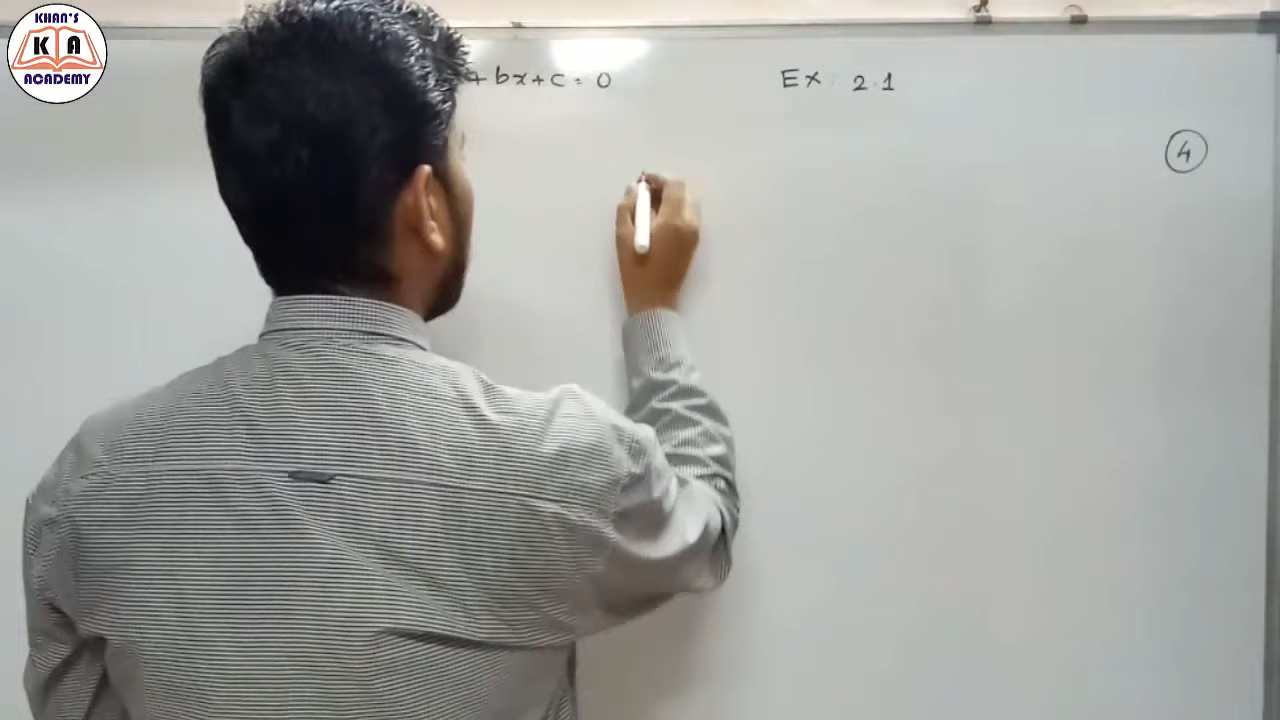 KHAN'S
K A
ACADEMY
+ bx + c = 0
Ex : 2.1
4